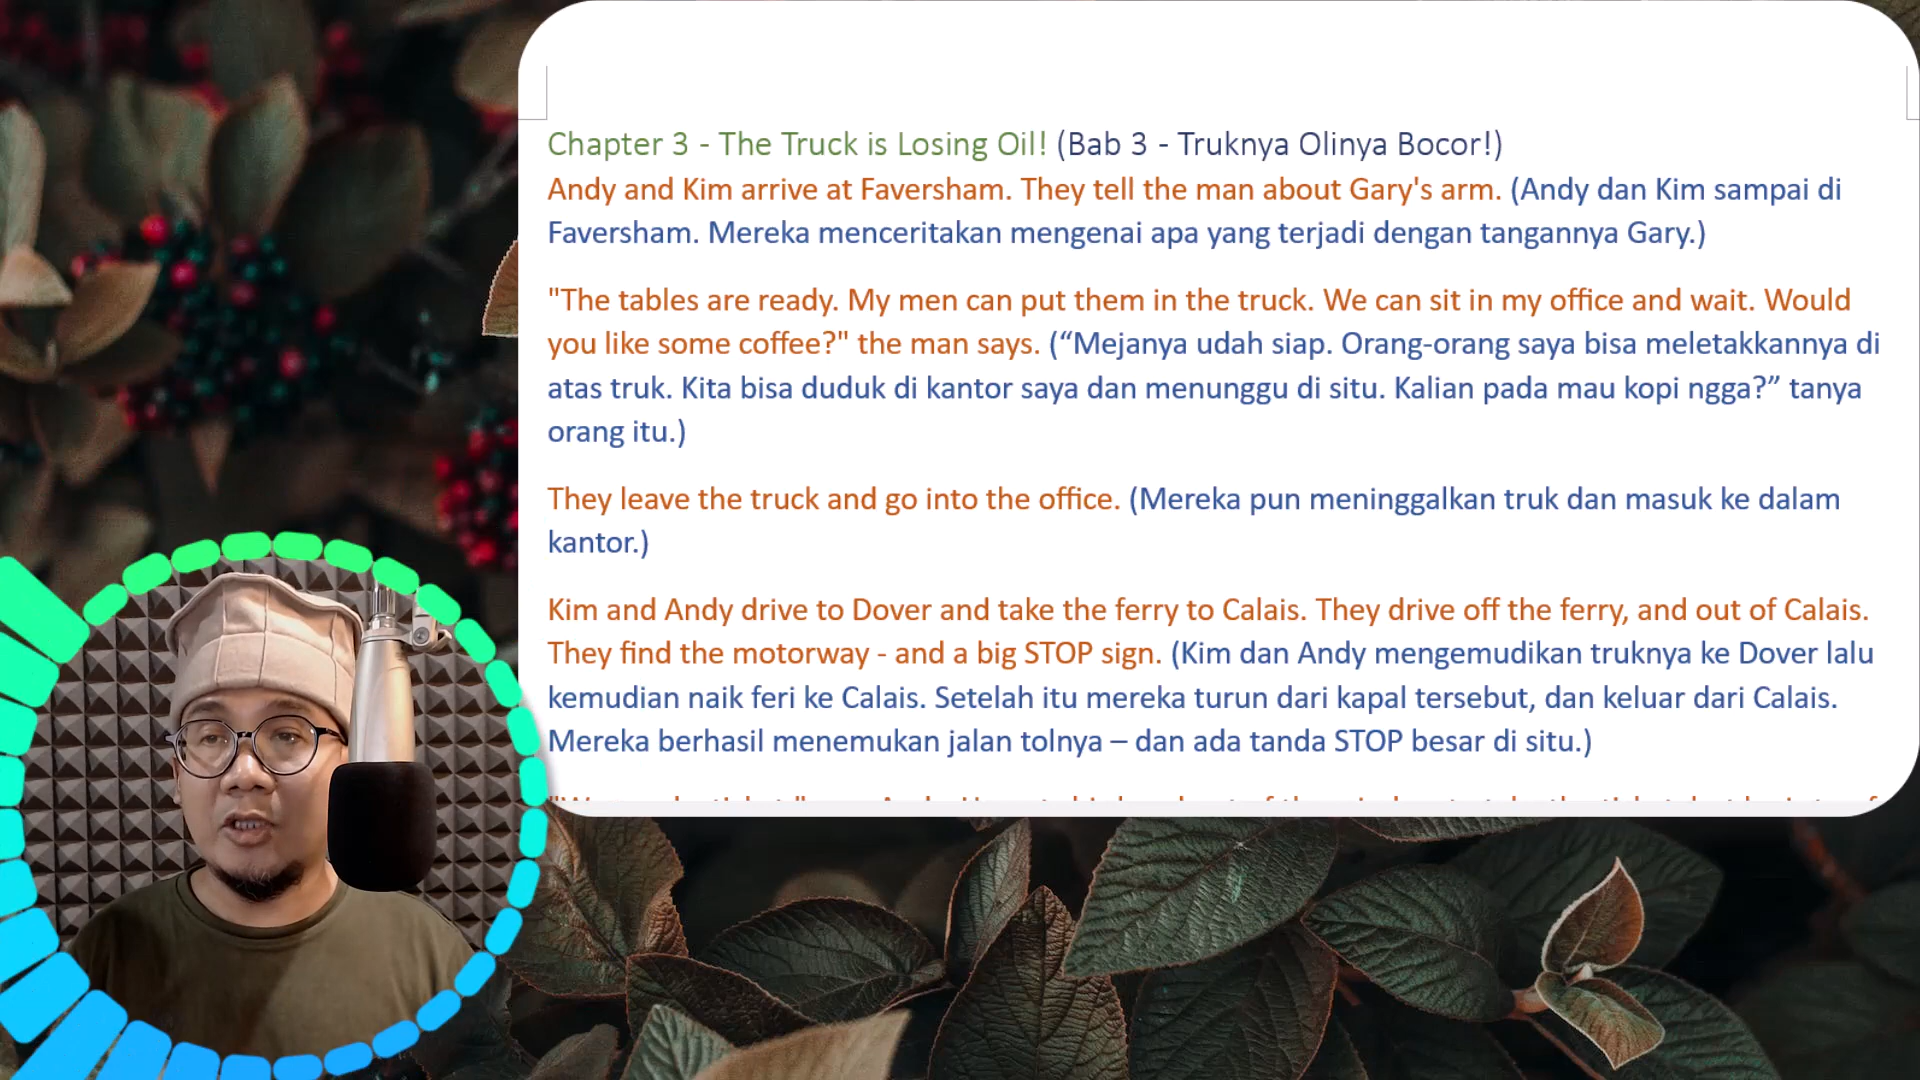 Chapter 3 - The Truck is Losing Oil! (Bab 3 - Truknya Olinya Bocor!)
Andy and Kim arrive at Faversham. They tell the man about Gary's arm. (Andy dan Kim sampai di
Faversham. Mereka menceritakan mengenai apa yang terjadi dengan tangannya Gary.)
"The tables are ready. My men can put them in the truck. We can sit in my office and wait. Would
you like some coffee?" the man says. (“Mejanya udah siap. Orang-orang saya bisa meletakkannya di
atas truk. Kita bisa duduk di kantor saya dan menunggu di situ. Kalian pada mau kopi ngga?” tanya
orang itu.)
They leave the truck and go into the office. (Mereka pun meninggalkan truk dan masuk ke dalam
kantor.)
Kim and Andy drive to Dover and take the ferry to Calais. They drive off the ferry, and out of Calais.
They find the motorway - and a big STOP sign. (Kim dan Andy mengemudikan truknya ke Dover lalu
kemudian naik feri ke Calais. Setelah itu mereka turun dari kapal tersebut, dan keluar dari Calais.
Mereka berhasil menemukan jalan tolnya – dan ada tanda STOP besar di situ.)